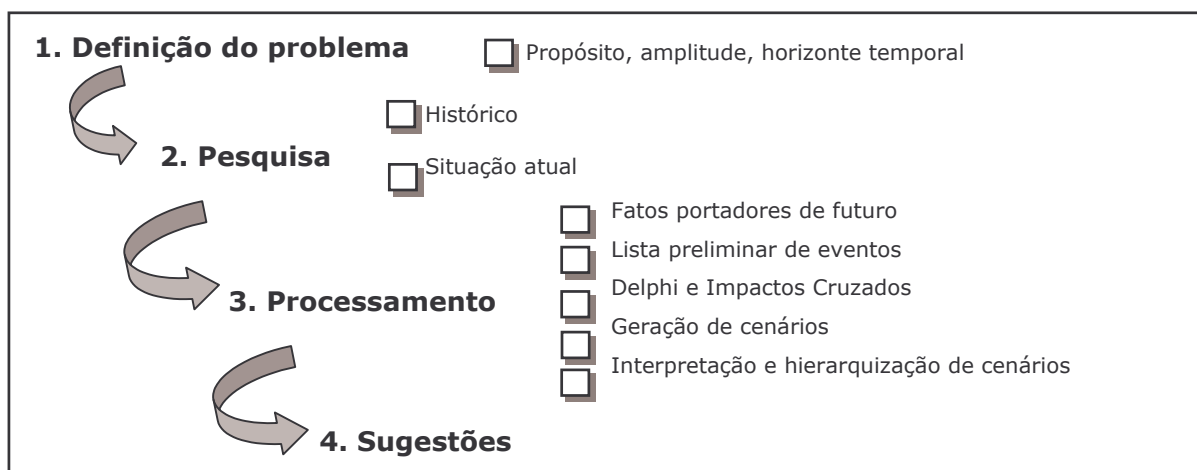 1. Definição do problema
Propósito, amplitude, horizonte temporal
Histórico
2. Pesquisa
Situação atual
Fatos portadores de futuro
Lista preliminar de eventos
Delphi e Impactos Cruzados
3. Processamento
Geração de cenários
Interpretação e hierarquização de cenários
4. Sugestões